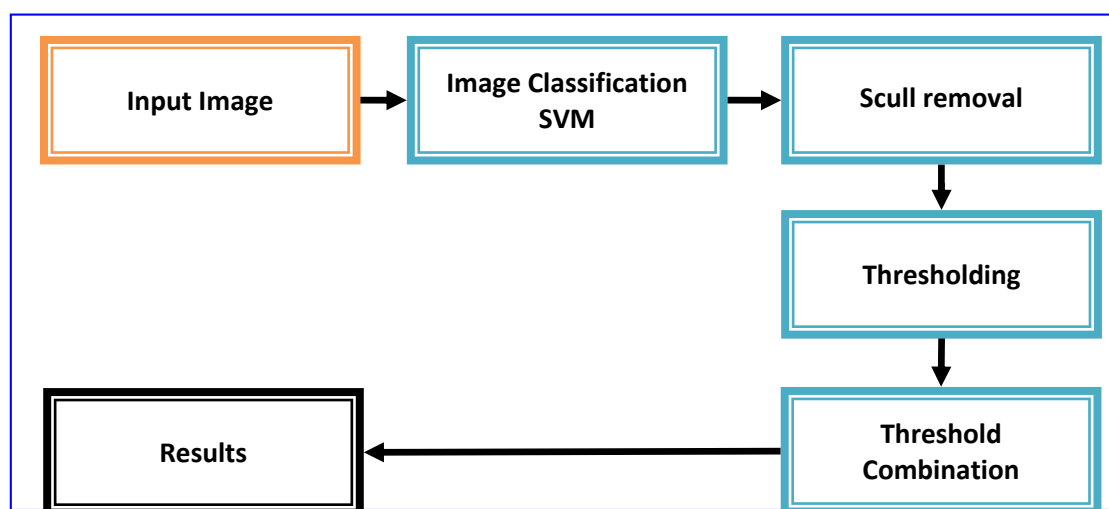 Input Image
Image Classification
SVM
Scull removal
Thresholding
Threshold
Combination
Results